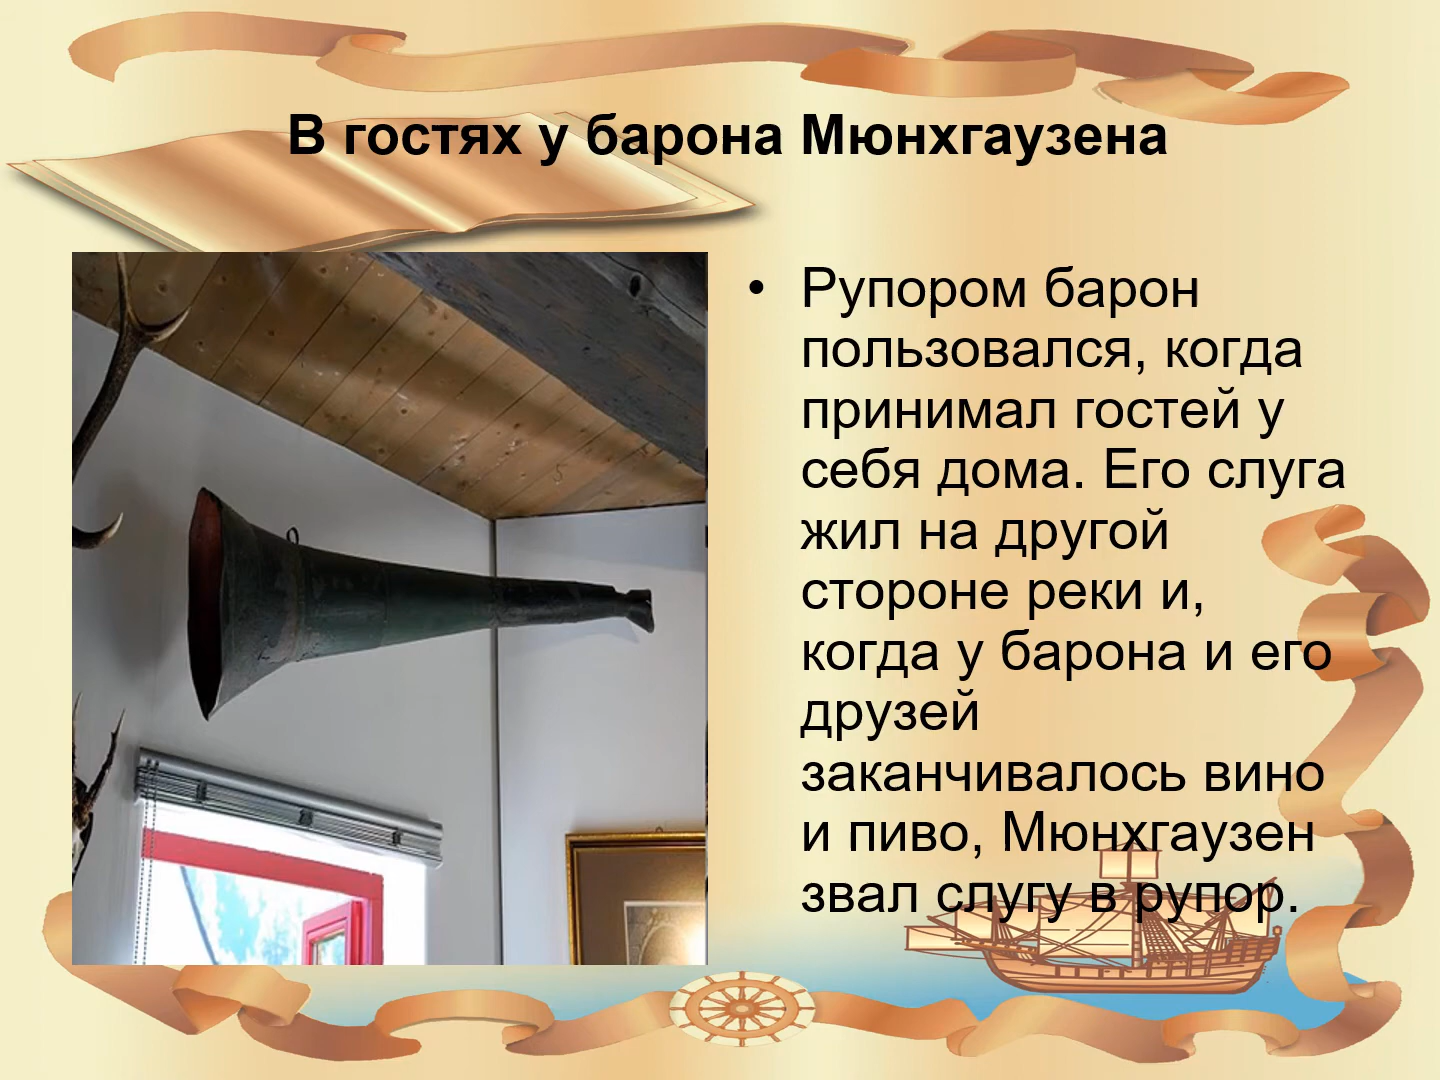 В гостях у барона Мюнхгаузена
• Рупором барон
пользовался, когда
принимал гостей у
себя дома. Его слуга
жил на другой
стороне реки и,
когда у барона и его
друзей
заканчивалось вино
и пиво, Мюнхгаузен
звал слугу в рупор.